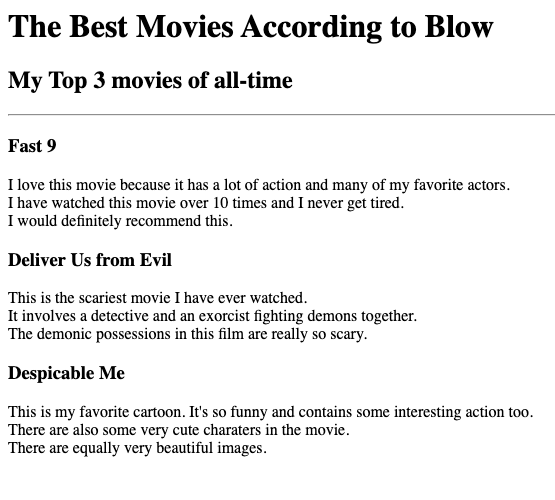 The Best Movies According to Blow
My Top 3 movies of all-time
Fast 9
I love this movie because it has a lot of action and many of my favorite actors.
I have watched this movie over 10 times and I never get tired.
I would definitely recommend this.
Deliver Us from Evil
This is the scariest movie I have ever watched.
It involves a detective and an exorcist fighting demons together.
The demonic possessions in this film are really so scary.
Despicable Me
This is my favorite cartoon. It's so funny and contains some interesting action too.
There are also some very cute charaters in the movie.
There are equally very beautiful images.